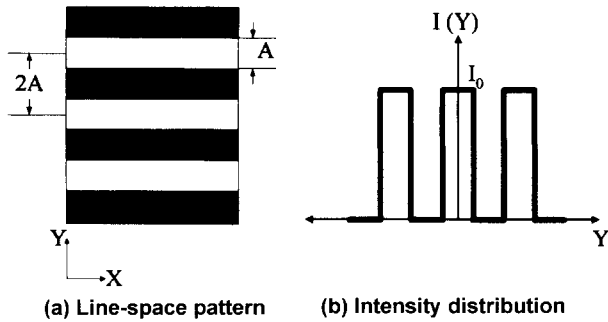 A
2A
Y
X
(a) Line-space pattern
I (Y)
I0
Y
(b) Intensity distribution